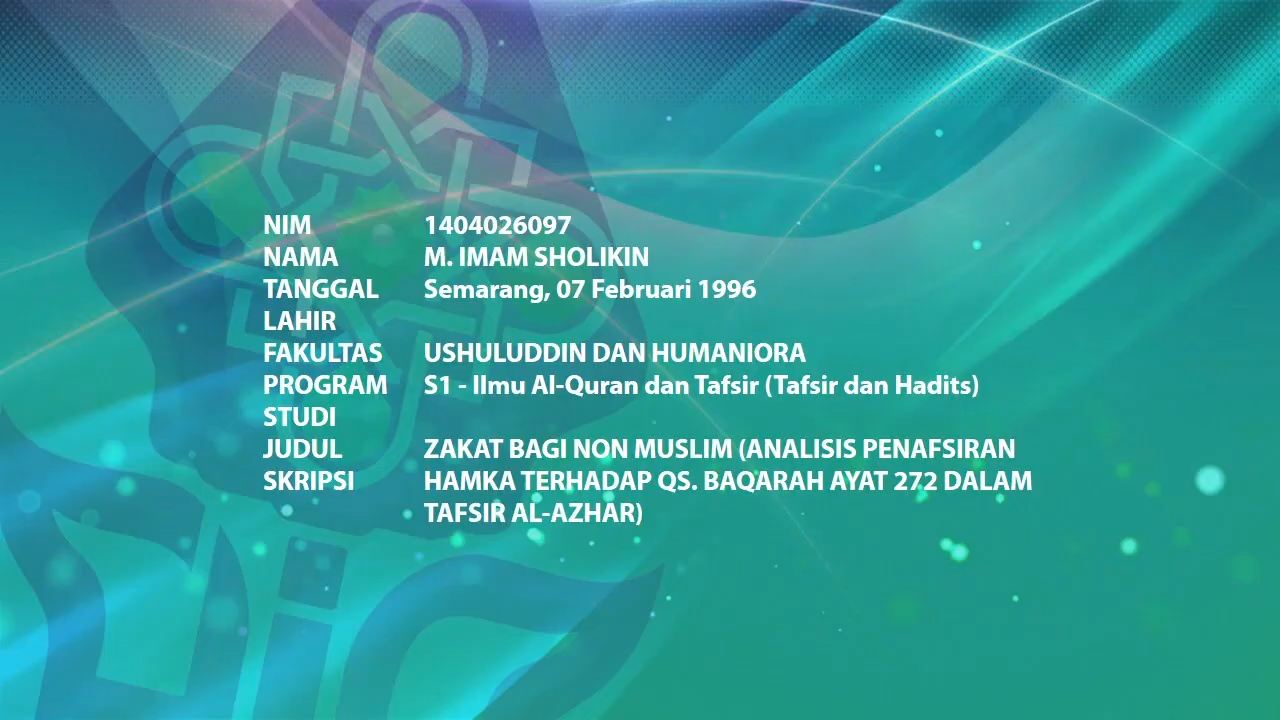 NIM 1404026097
NAMA M. IMAM SHOLIKIN
TANGGAL Semarang, 07 Februari 1996
LAHIR
FAKULTAS USHULUDDIN DAN HUMANIORA
PROGRAM S1 - Ilmu Al-Quran dan Tafsir (Tafsir dan Hadits)
STUDI
JUDUL ZAKAT BAGI NON MUSLIM (ANALISIS PENAFSIRAN
SKRIPSI HAMKA TERHADAP QS. BAQARAH AYAT 272 DALAM
TAFSIR AL-AZHAR)